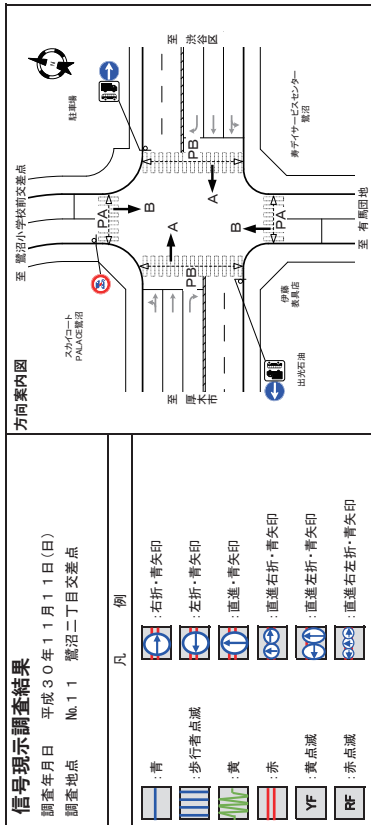 信号現示調査結果
調査年月日　平成３０年１１月１１日(日)
調査地点　№１１　鷺沼二丁目交差点
凡　例
:青
:右折・青矢印
:歩行者点滅
:左折・青矢印
:黄
:直進・青矢印
:赤
:直進右折・青矢印
YF
:黄点滅
:直進左折・青矢印
RF
:赤点滅
:直進右左折・青矢印
方向案内図
至 鷺沼小学校前交差点
N
駐車場
スカイコート
PALACE鷺沼
PA
B
至 渋谷区
至 厚木市
A
PB
PB
A
B
PA
出光石油
伊藤
表具店
至 有馬団地
寿デイサービスセンター
鷺沼